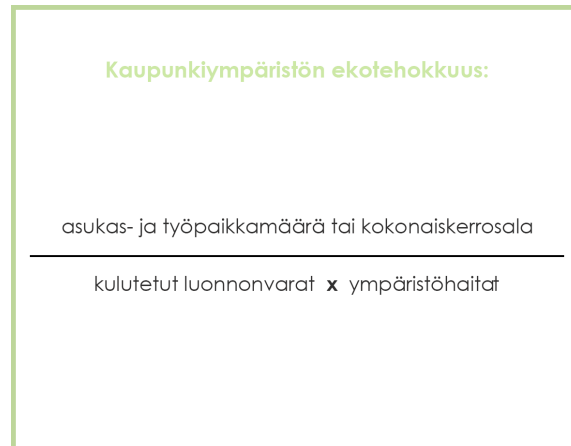 Kaupunkiympäristön ekotehokkuus:
asukas- ja työpaikkamäärä tai kokonaiskerrosala
kulutetut luonnonvarat x ympäristöhaitat